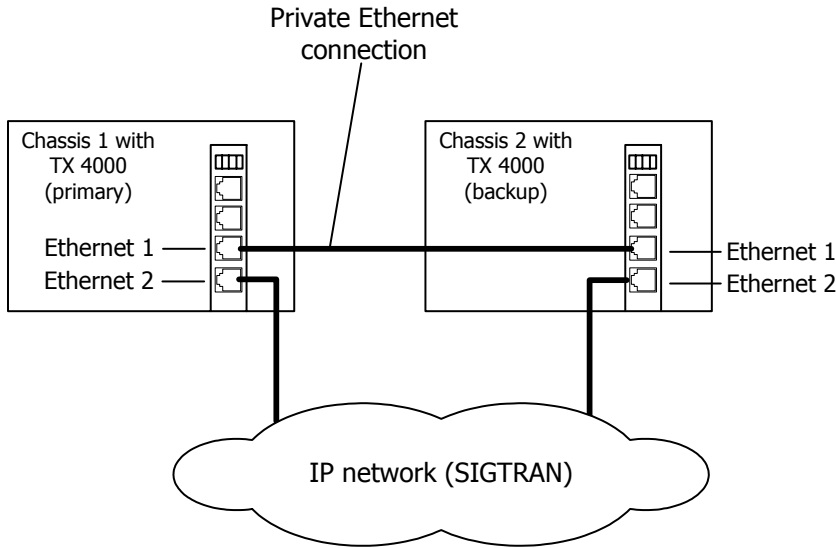 Private Ethernet
connection
Chassis 1 with
TX 4000
(primary)
Ethernet 1
Ethernet 2
Chassis 2 with
TX 4000
(backup)
Ethernet 1
Ethernet 2
IP network (SIGTRAN)